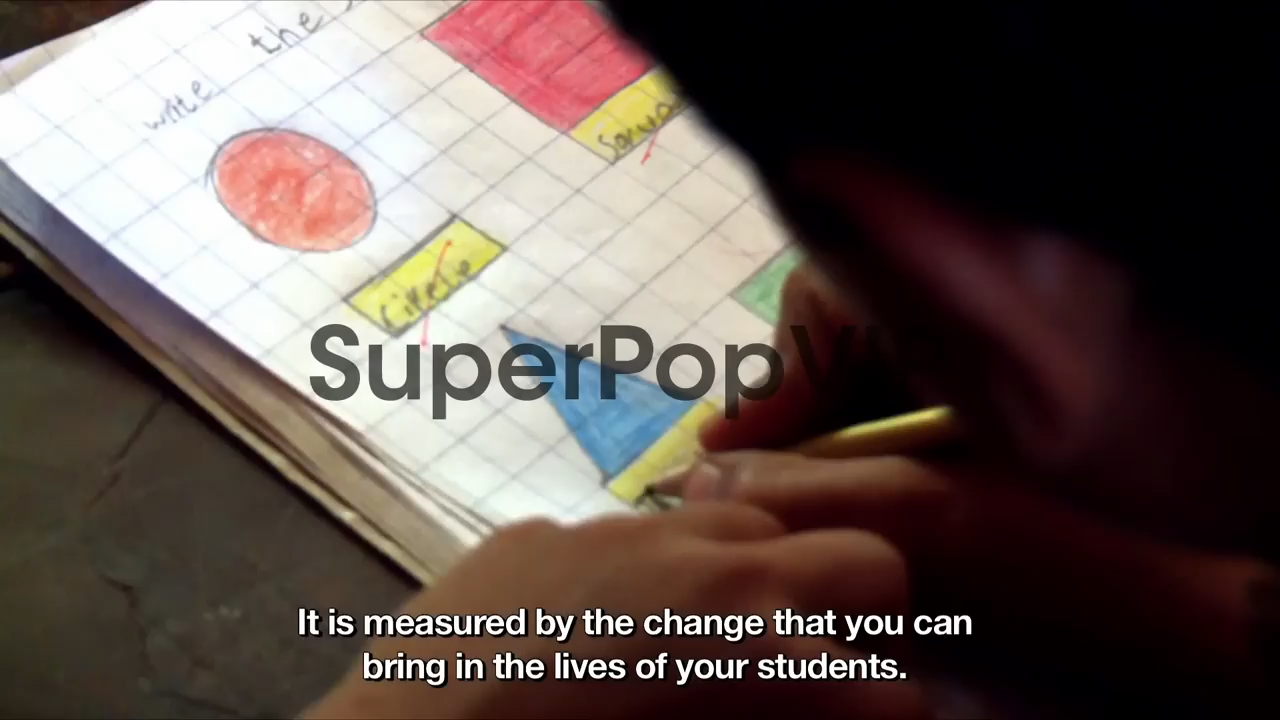 write the
Circle
SuperPopVIP
It is measured by the change that you can
bring in the lives of your students.